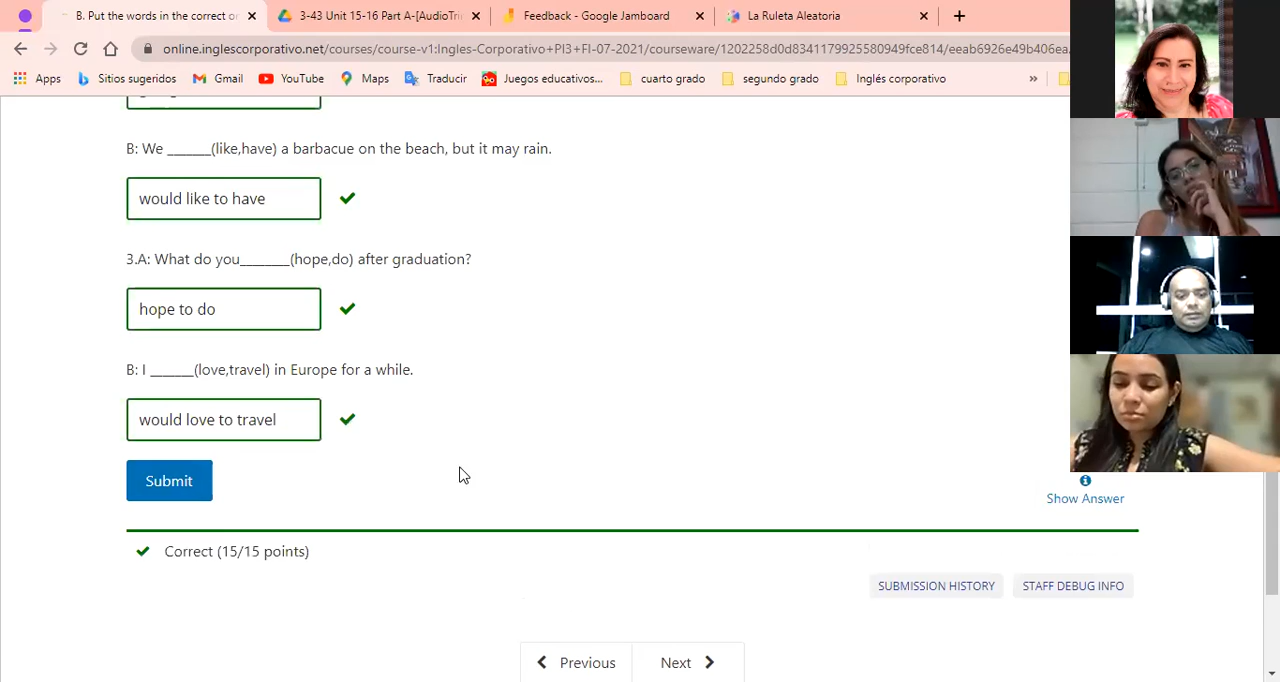 B. Put the words in the correct or
3-43 Unit 15-16 Part A-[AudioTri
Feedback - Google Jamboard
La Ruleta Aleatoria
online.inglescorporativo.net/courses/course-v1:Ingles-Corporativo+PI3+FI-07-2021/courseware/1202258d0d8341179925580949fce814/eeab6926e49b406ea
Apps
Sitios sugeridos
Gmail
YouTube
Maps
Traducir
Juegos educativos...
cuarto grado
segundo grado
Inglés corporativo
»
B: We ______(like,have) a barbacue on the beach, but it may rain.
would like to have
3.A: What do you_______(hope,do) after graduation?
hope to do
B: I ______(love,travel) in Europe for a while.
would love to travel
Submit
Show Answer
Correct (15/15 points)
SUBMISSION HISTORY
STAFF DEBUG INFO
Previous
Next